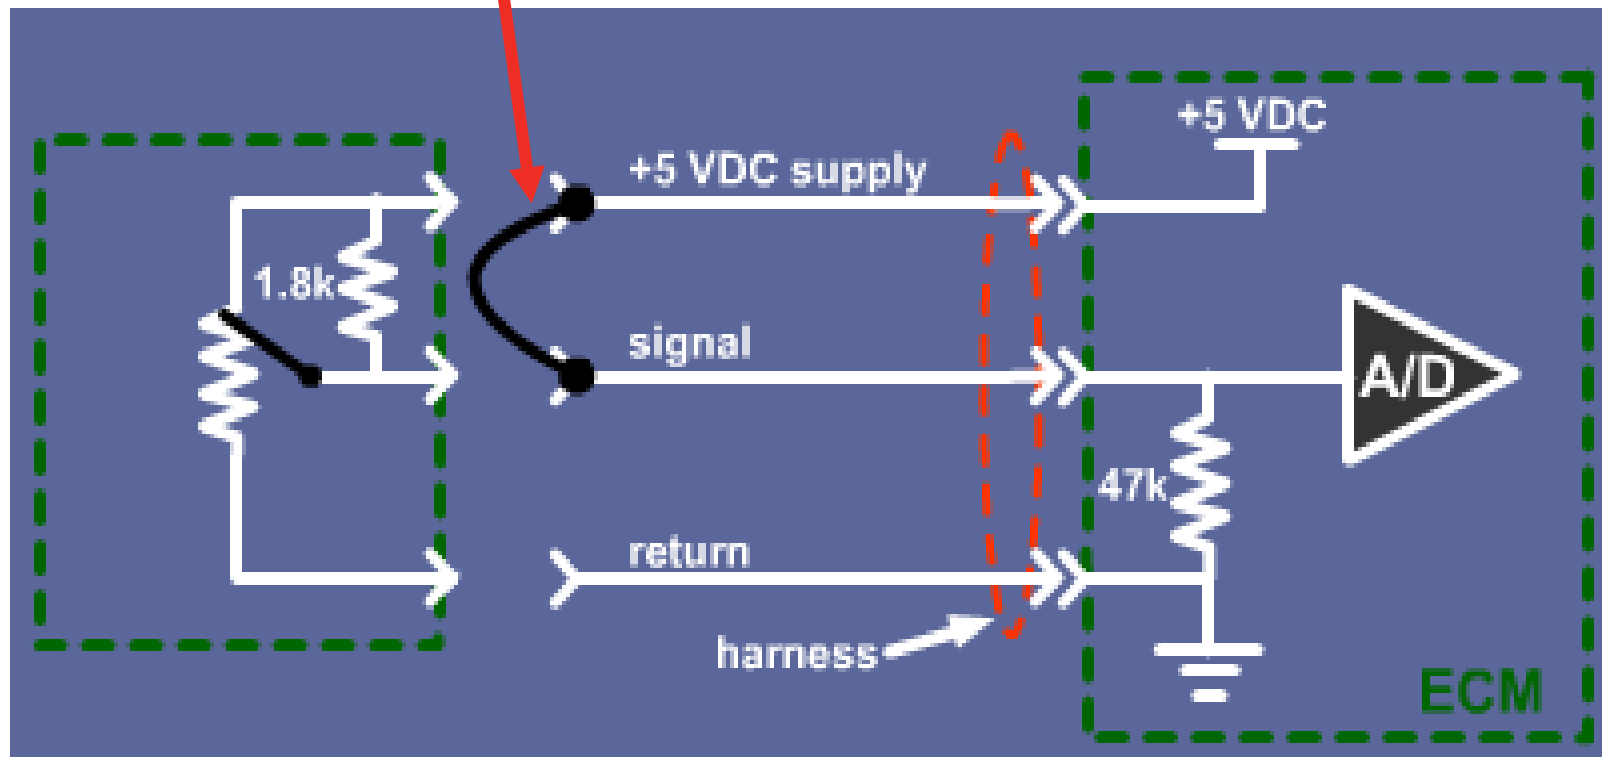 +5 VDC
+5 VDC supply
1.8k
signal
A/D
47k
return
harness
ECM